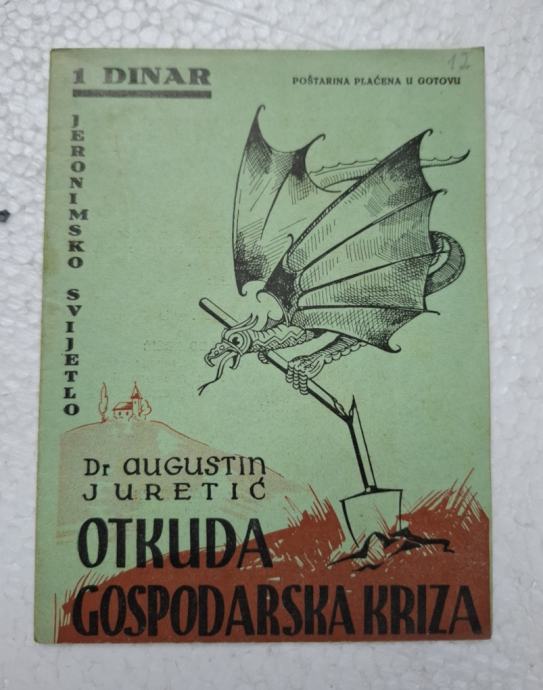 12
1 DINAR
POŠTARINA PLAĆENA U GOTOVU
JERONIMSKO SVIJETLO
Dr AUGUSTIN
JURETIĆ
OTKUDA
GOSPODARSKA KRIZA